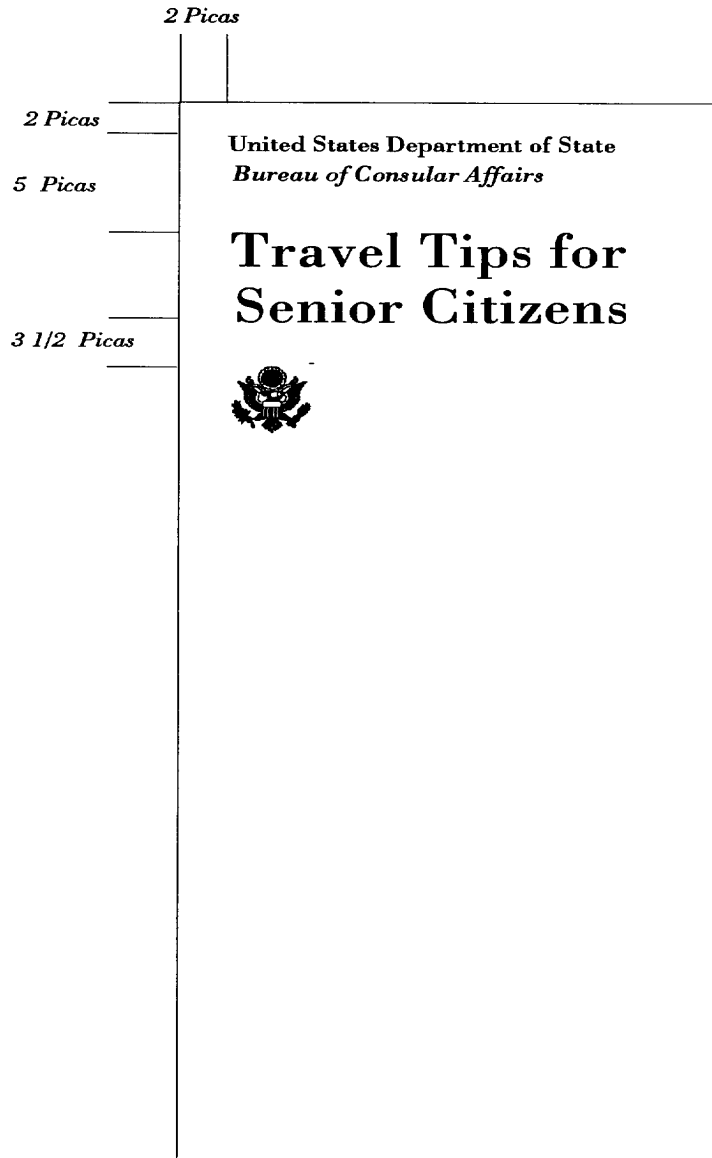 2 Picas
2 Picas
United States Department of State
Bureau of Consular Affairs
5 Picas
Travel Tips for
Senior Citizens
3 1/2 Picas